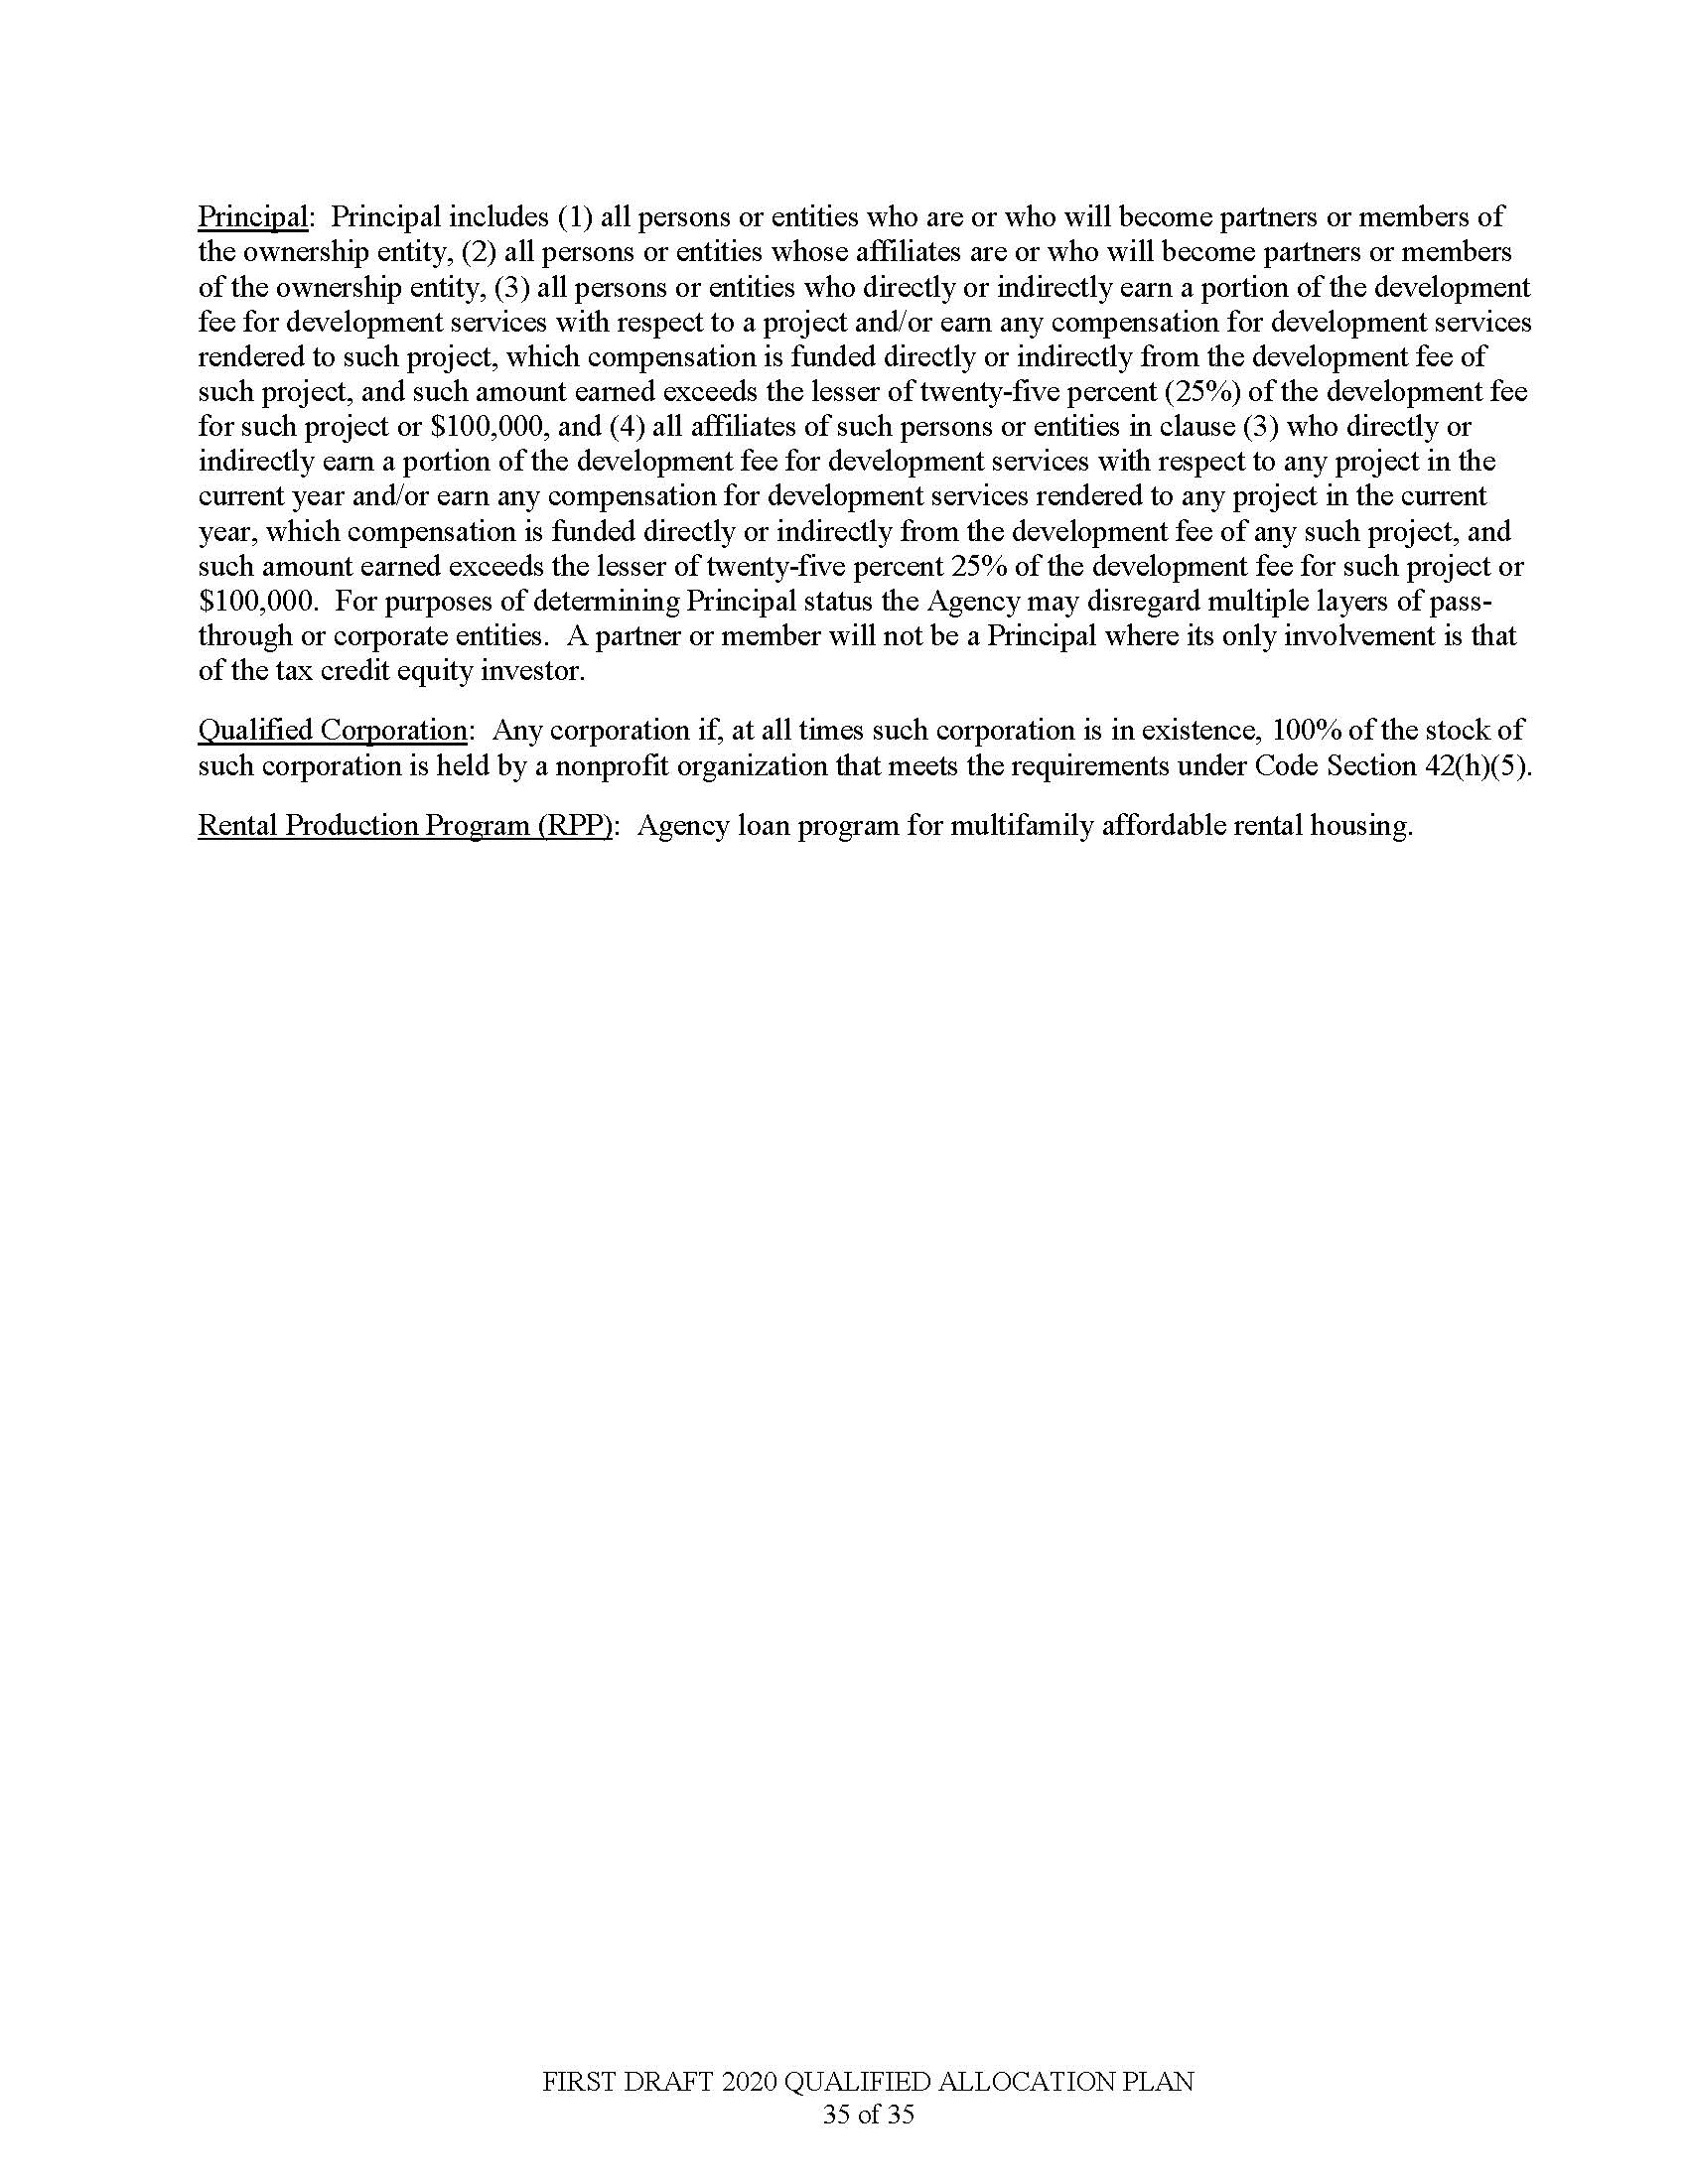 Principal:  Principal includes (1) all persons or entities who are or who will become partners or members of
the ownership entity, (2) all persons or entities whose affiliates are or who will become partners or members
of the ownership entity, (3) all persons or entities who directly or indirectly earn a portion of the development
fee for development services with respect to a project and/or earn any compensation for development services
rendered to such project, which compensation is funded directly or indirectly from the development fee of
such project, and such amount earned exceeds the lesser of twenty-five percent (25%) of the development fee
for such project or $100,000, and (4) all affiliates of such persons or entities in clause (3) who directly or
indirectly earn a portion of the development fee for development services with respect to any project in the
current year and/or earn any compensation for development services rendered to any project in the current
year, which compensation is funded directly or indirectly from the development fee of any such project, and
such amount earned exceeds the lesser of twenty-five percent 25% of the development fee for such project or
$100,000.  For purposes of determining Principal status the Agency may disregard multiple layers of pass-
through or corporate entities.  A partner or member will not be a Principal where its only involvement is that
of the tax credit equity investor.
Qualified Corporation:  Any corporation if, at all times such corporation is in existence, 100% of the stock of
such corporation is held by a nonprofit organization that meets the requirements under Code Section 42(h)(5).
Rental Production Program (RPP):  Agency loan program for multifamily affordable rental housing.
FIRST DRAFT 2020 QUALIFIED ALLOCATION PLAN
35 of 35